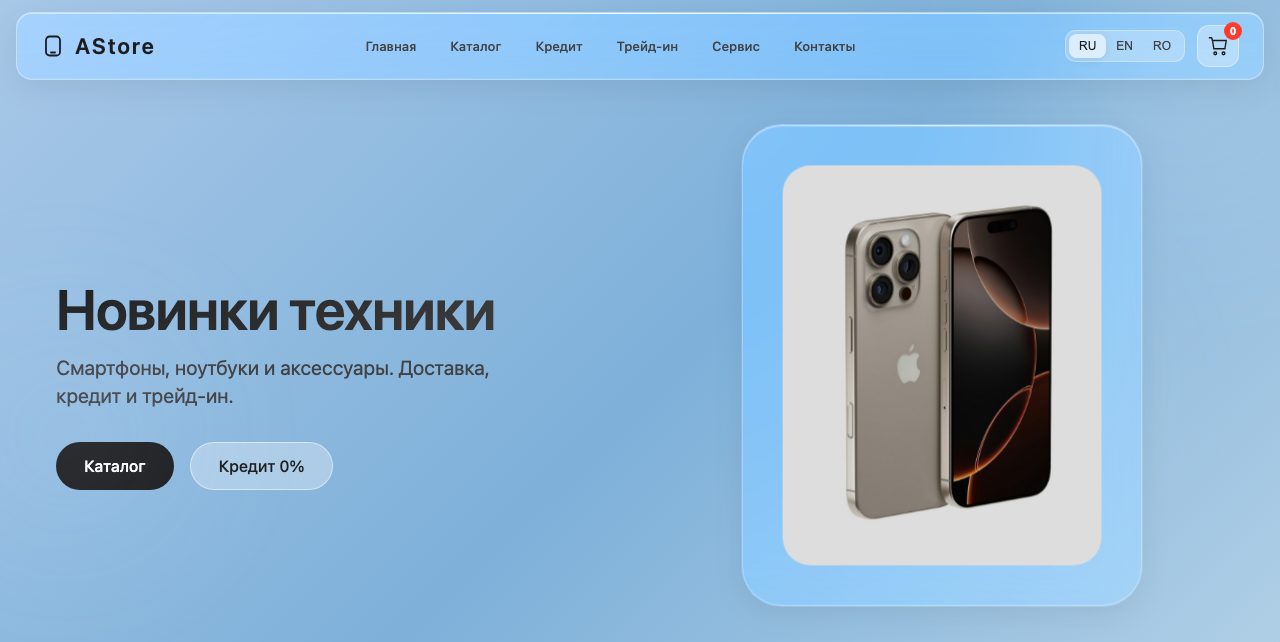 AStore
Главная
Каталог
Кредит
Трейд-ин
Сервис
Контакты
RU
EN
RO
0
Новинки техники
Смартфоны, ноутбуки и аксессуары. Доставка,
кредит и трейд-ин.
Каталог
Кредит 0%